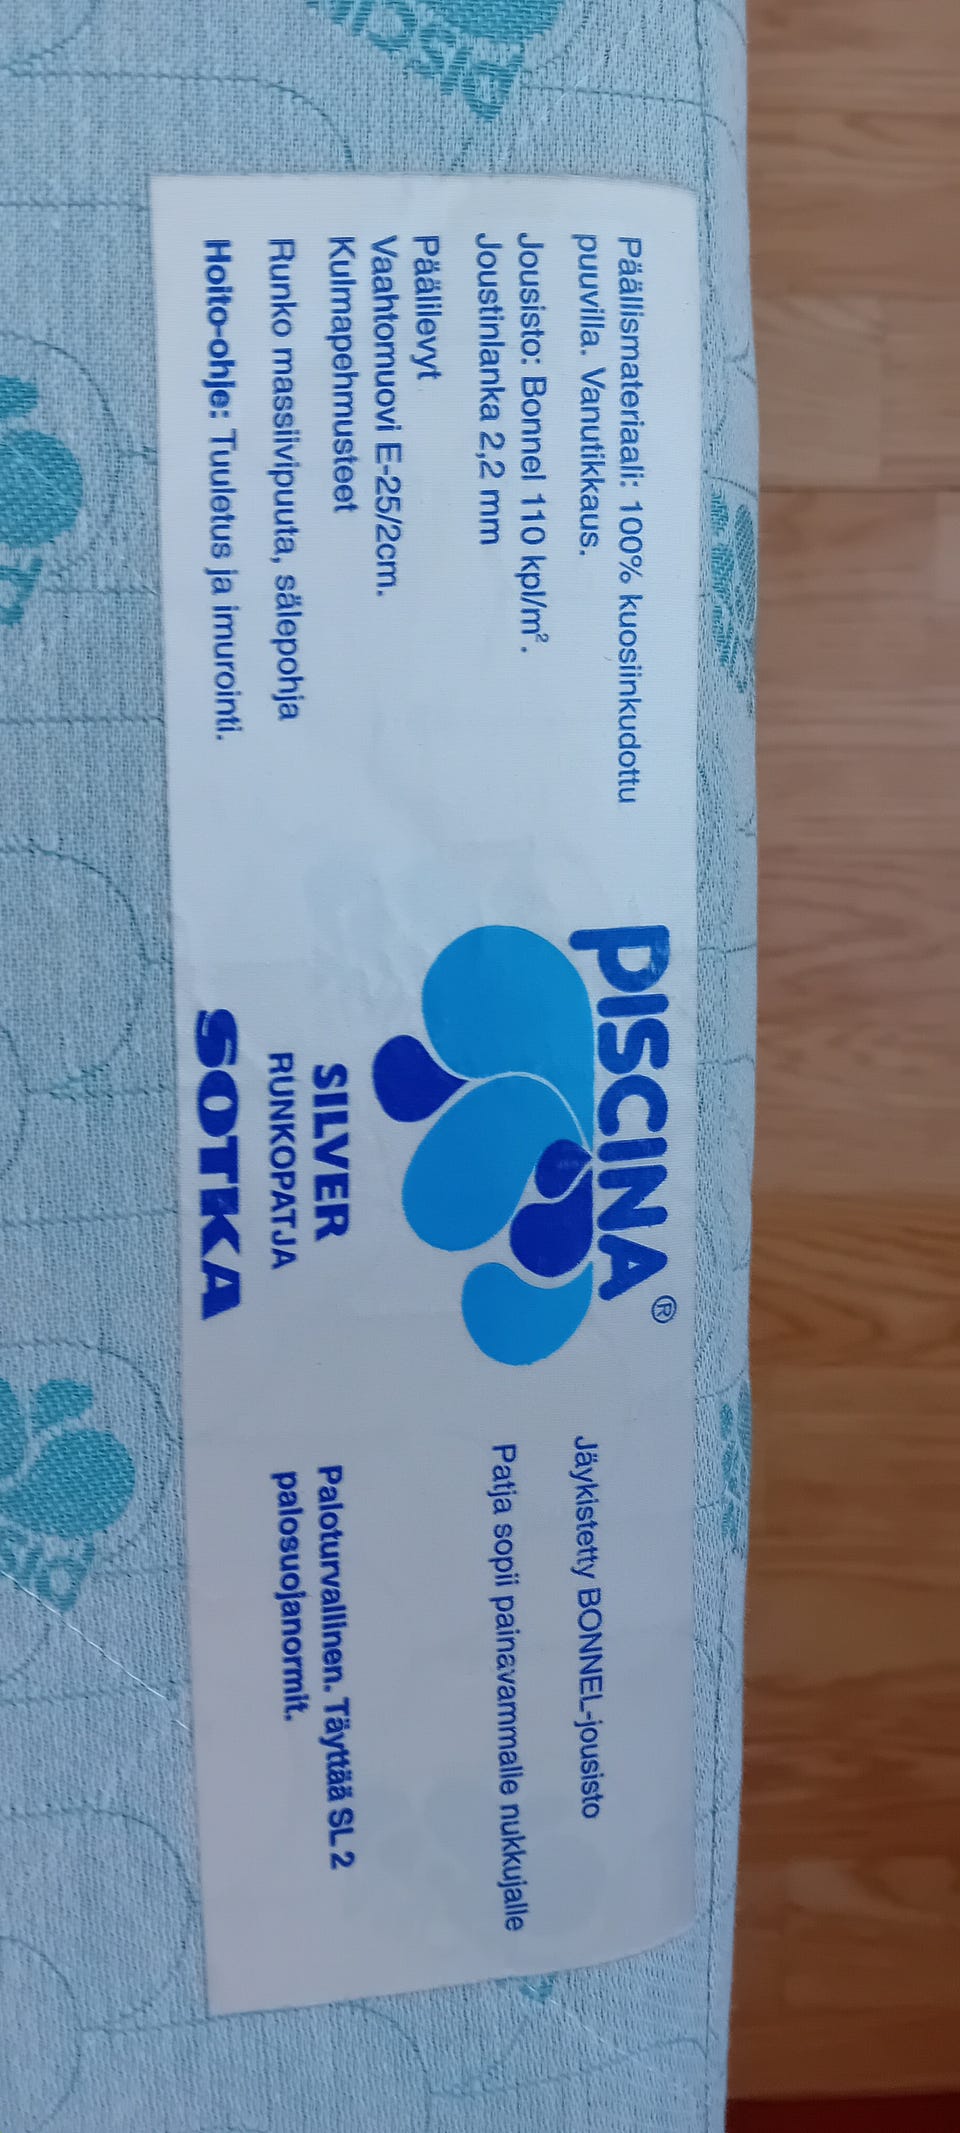 Päällismateriaali: 100% kuosiinkudottu
puuvilla. Vanutikkaus.
Jousisto: Bonnel 110 kpl/m².
Joustinlanka 2,2 mm
Päälilevyt
Vaahtomuovi E-25/2cm.
Kulmapehmusteet
Runko massiivipuuta, sälepohja
Hoito-ohje: Tuuletus ja imurointi.
PISCINA®
SILVER
RUNKOPATJA
SOTKA
Jäykistetty BONNEL-jousisto
Patja sopii painavammalle nukkujalle
Paloturvallinen. Täyttää SL 2
palosuojanormit.